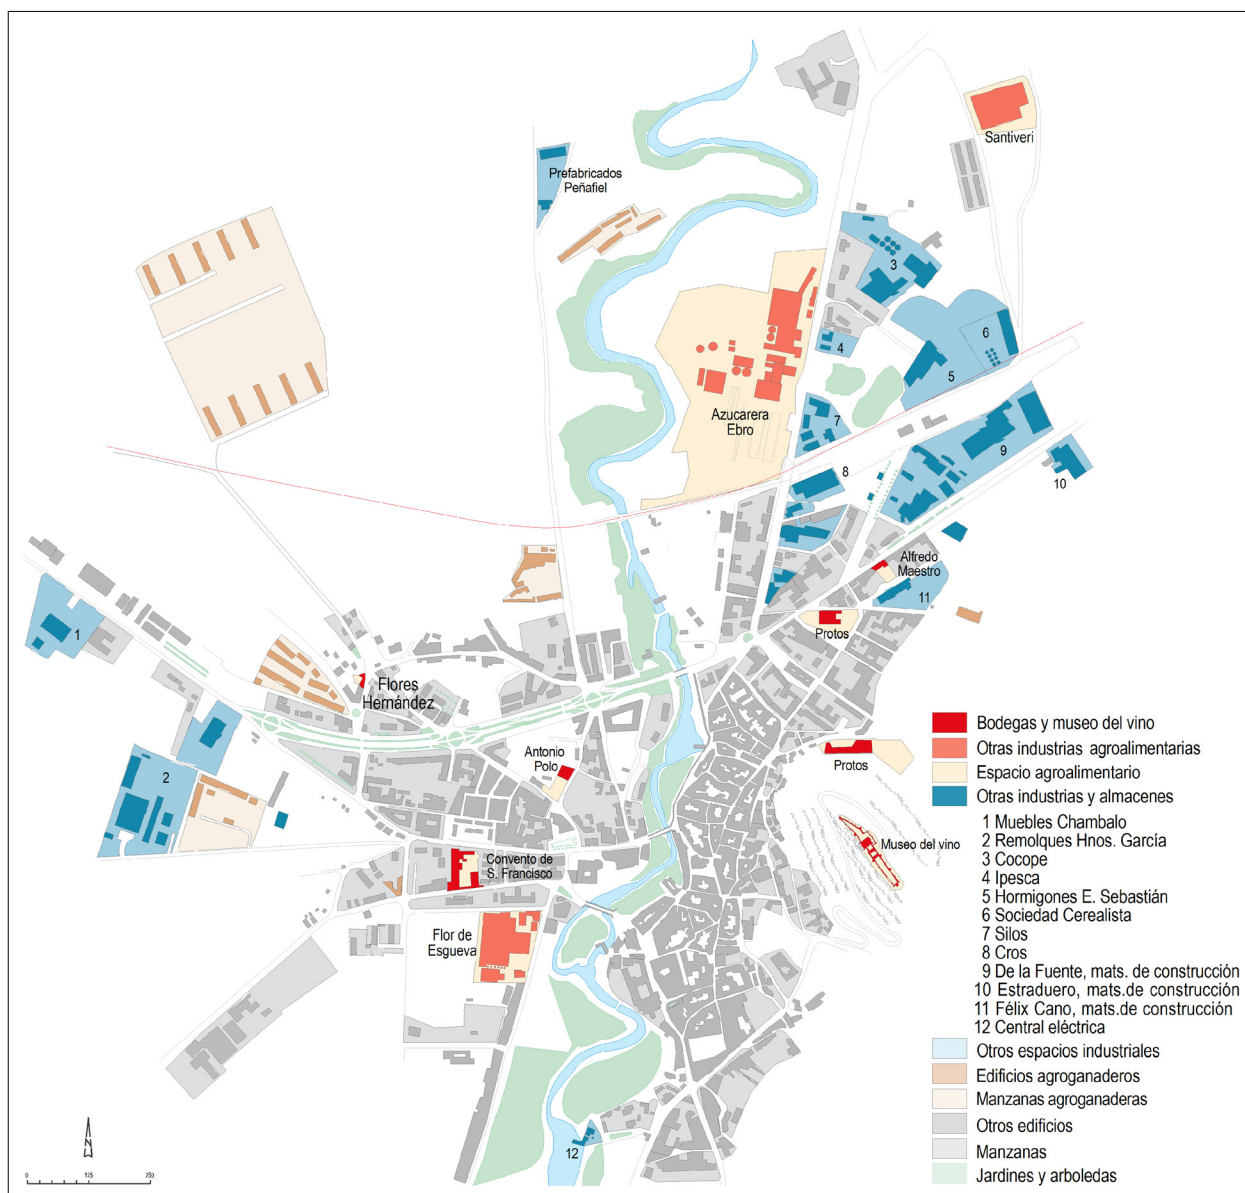 Santiveri
Prefabricados
Peñafiel
3
4
6
5
Azucarera
Ebro
7
8
9
10
Alfredo
Maestro
11
Protos
1
Flores
Hernández
Bodegas y museo del vino
Otras industrias agroalimentarias
Espacio agroalimentario
Otras industrias y almacenes
Antonio
Polo
Protos
2
Museo del vino
Convento de
S. Francisco
Flor de
Esgueva
1 Muebles Chambalo
2 Remolques Hnos. García
3 Cocope
4 Ipesca
5 Hormigones E. Sebastián
6 Sociedad Cerealista
7 Silos
8 Cros
9 De la Fuente, mats. de construcción
10 Estraduero, mats.de construcción
11 Félix Cano, mats.de construcción
12 Central eléctrica
Otros espacios industriales
Edificios agroganaderos
Manzanas agroganaderas
Otros edificios
Manzanas
Jardines y arboledas
12
N
0 125 250